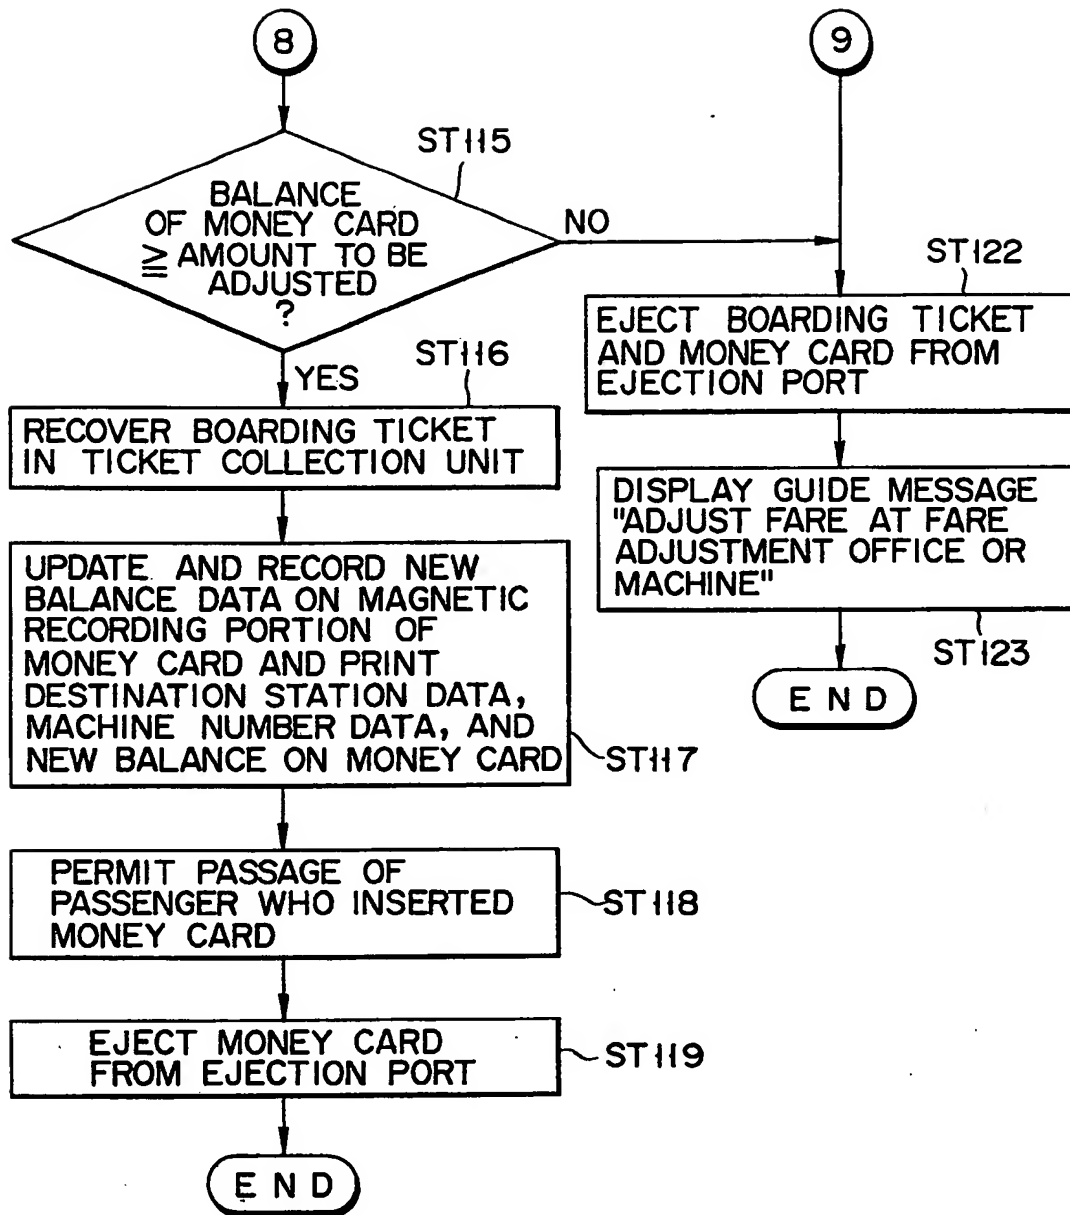 8
ST115
BALANCE
OF MONEY CARD
≧ AMOUNT TO BE
ADJUSTED
?
NO
YES
ST116
RECOVER BOARDING TICKET
IN TICKET COLLECTION UNIT
UPDATE AND RECORD NEW
BALANCE DATA ON MAGNETIC
RECORDING PORTION OF
MONEY CARD AND PRINT
DESTINATION STATION DATA,
MACHINE NUMBER DATA, AND
NEW BALANCE ON MONEY CARD
ST117
PERMIT PASSAGE OF
PASSENGER WHO INSERTED
MONEY CARD
ST118
EJECT MONEY CARD
FROM EJECTION PORT
ST119
END
9
ST122
EJECT BOARDING TICKET
AND MONEY CARD FROM
EJECTION PORT
DISPLAY GUIDE MESSAGE
"ADJUST FARE AT FARE
ADJUSTMENT OFFICE OR
MACHINE"
ST123
END